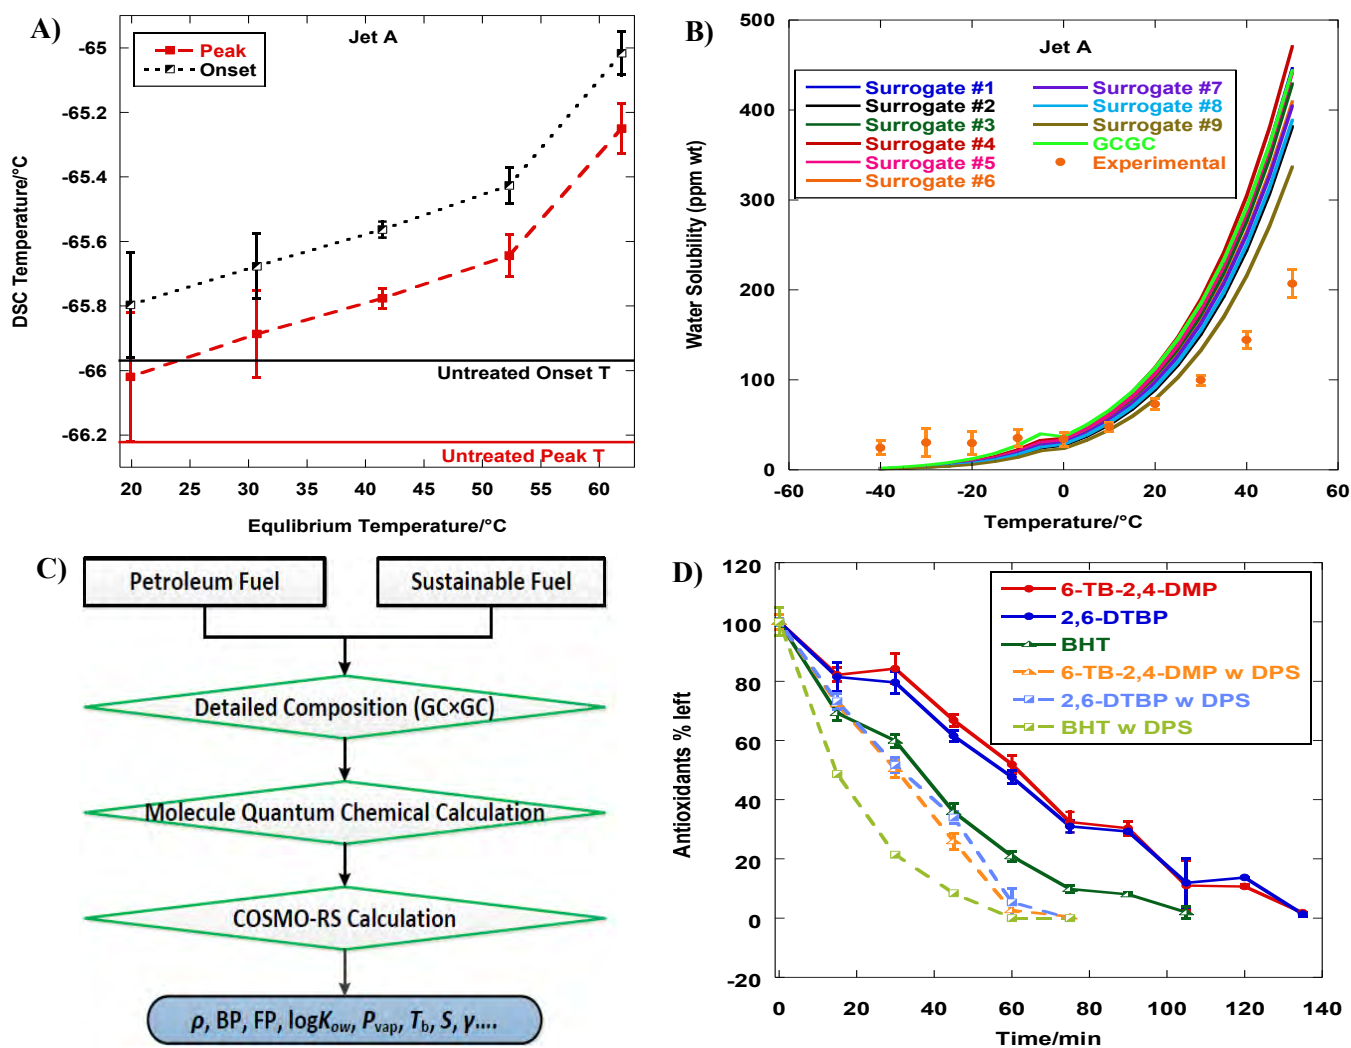 A)
Jet A
Peak
Onset
DSC Temperature/°C
-65
-65.2
-65.4
-65.6
-65.8
-66
-66.2
Untreated Onset T
Untreated Peak T
20 25 30 35 40 45 50 55 60
Equlibrium Temperature/°C
B)
Jet A
Surrogate #1
Surrogate #2
Surrogate #3
Surrogate #4
Surrogate #5
Surrogate #6
Surrogate #7
Surrogate #8
Surrogate #9
GCGC
Experimental
Water Solubility (ppm wt)
500
400
300
200
100
0
-60 -40 -20 0 20 40 60
Temperature/°C
C)
Petroleum Fuel
Sustainable Fuel
Detailed Composition (GC×GC)
Molecule Quantum Chemical Calculation
COSMO-RS Calculation
ρ, BP, FP, logKow, Pvap, Tb, S, γ....
D)
6-TB-2,4-DMP
2,6-DTBP
BHT
6-TB-2,4-DMP w DPS
2,6-DTBP w DPS
BHT w DPS
Antioxidants % left
120
100
80
60
40
20
0
-20
0 20 40 60 80 100 120 140
Time/min